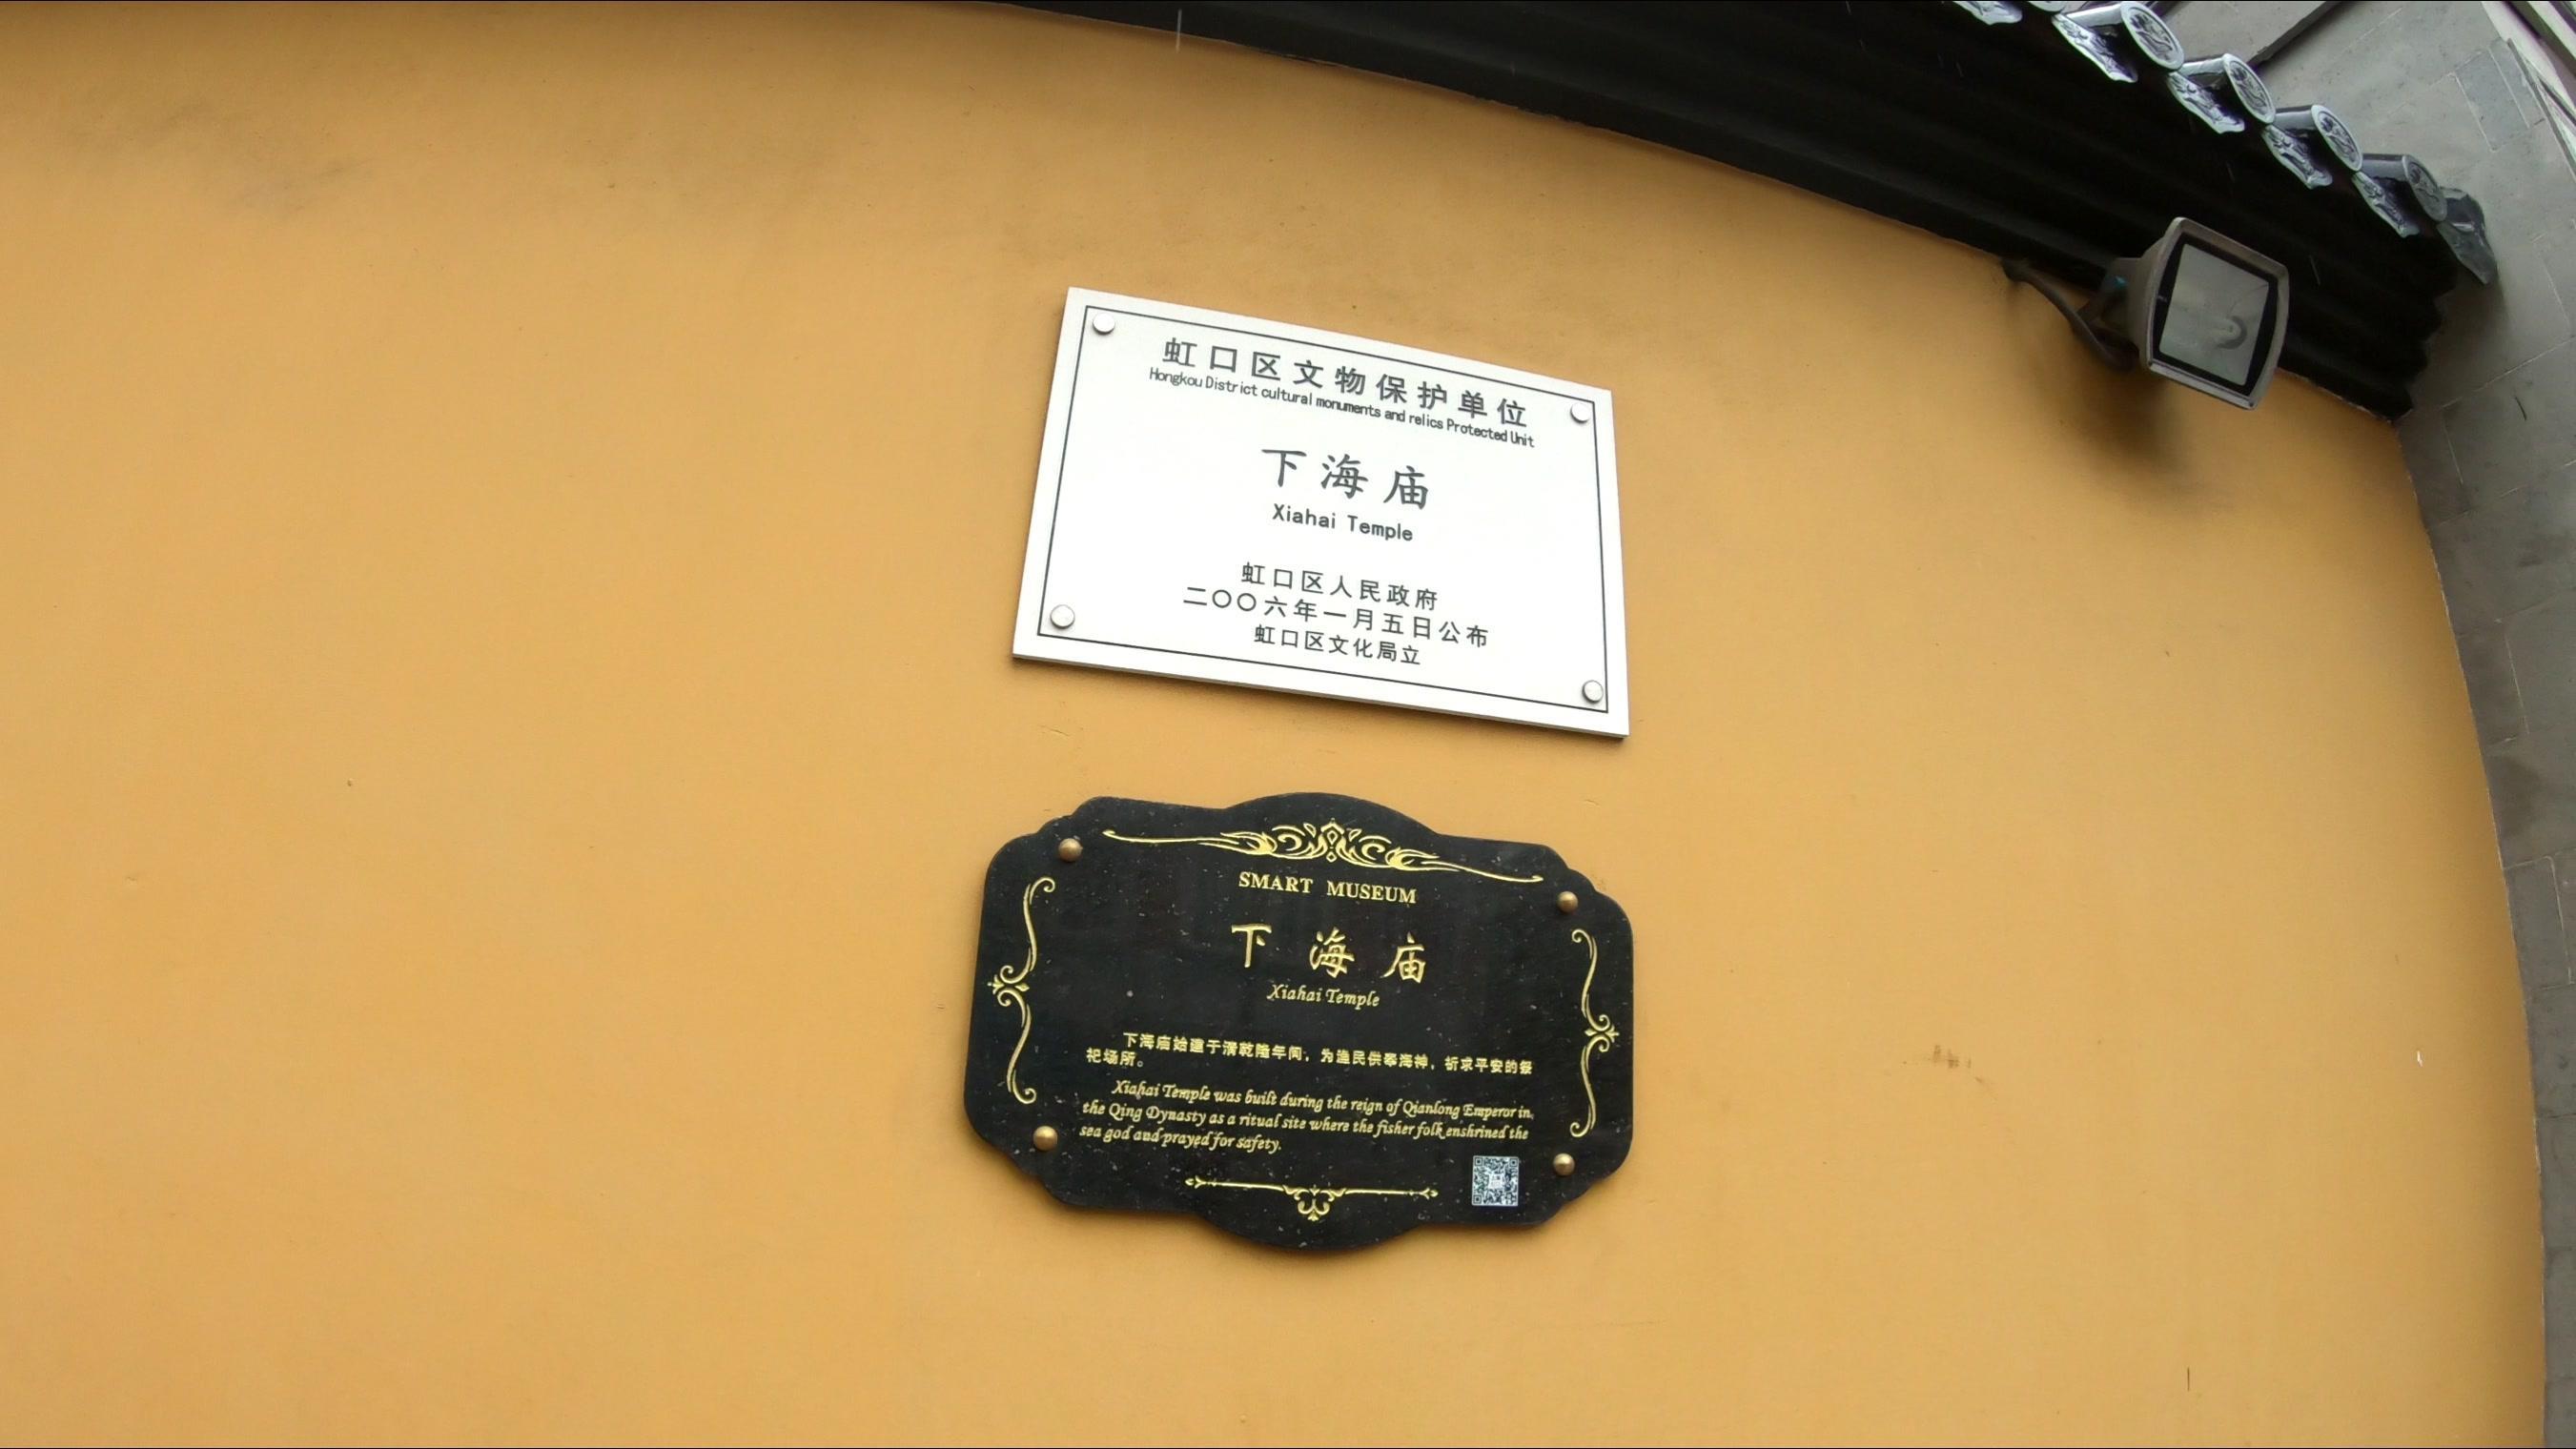 虹口区文物保护单位
Hongkou District cultural monuments and relics Protected Unit
下海庙
Xiahai Temple
虹口区人民政府
二〇〇六年一月五日公布
虹口区文化局立
SMART MUSEUM
下海庙
Xiahai Temple
下海庙始建于清乾隆年间，为渔民供奉海神，祈求平安的祭
祀场所。
Xiahai Temple was built during the reign of Qianlong Emperor in
the Qing Dynasty as a ritual site where the fisher folk enshrined the
sea god and prayed for safety.